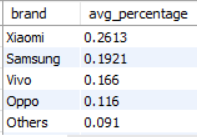 brand avg_percentage
Xiaomi 0.2613
Samsung 0.1921
Vivo 0.166
Oppo 0.116
Others 0.091